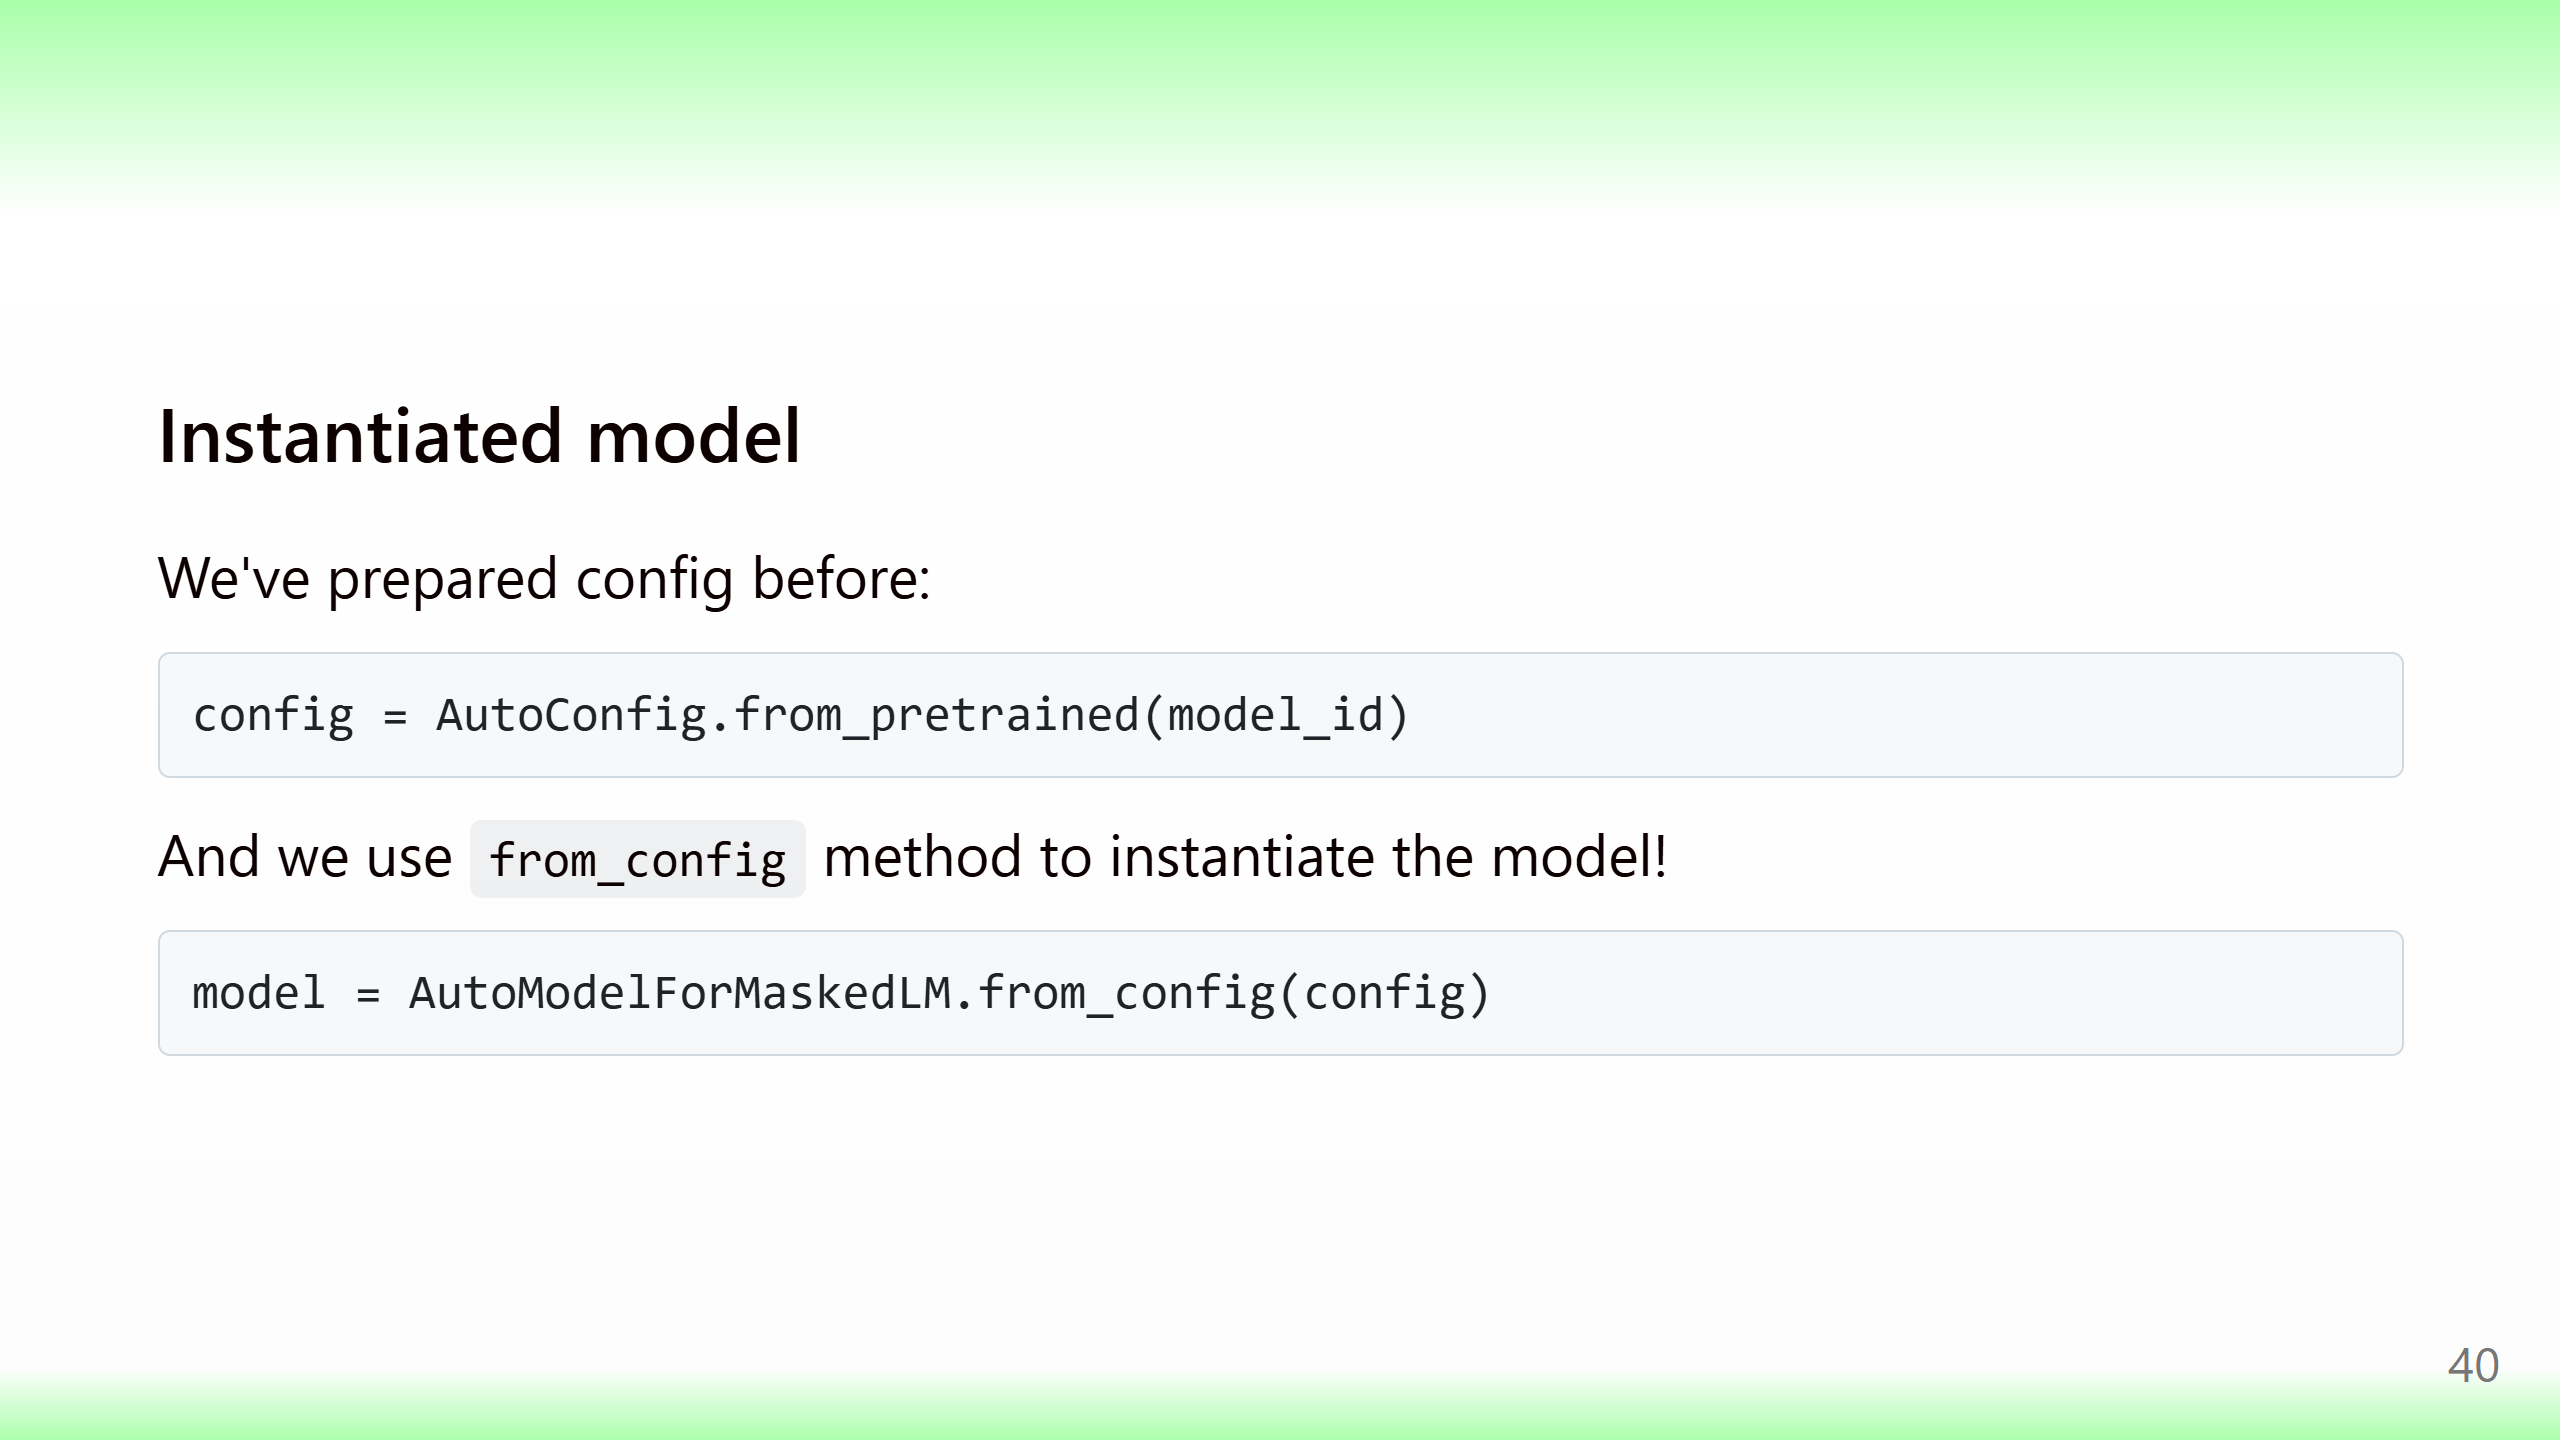 Instantiated model
We've prepared config before:
config = AutoConfig.from_pretrained(model_id)
And we use from_config method to instantiate the model!
model = AutoModelForMaskedLM.from_config(config)
40